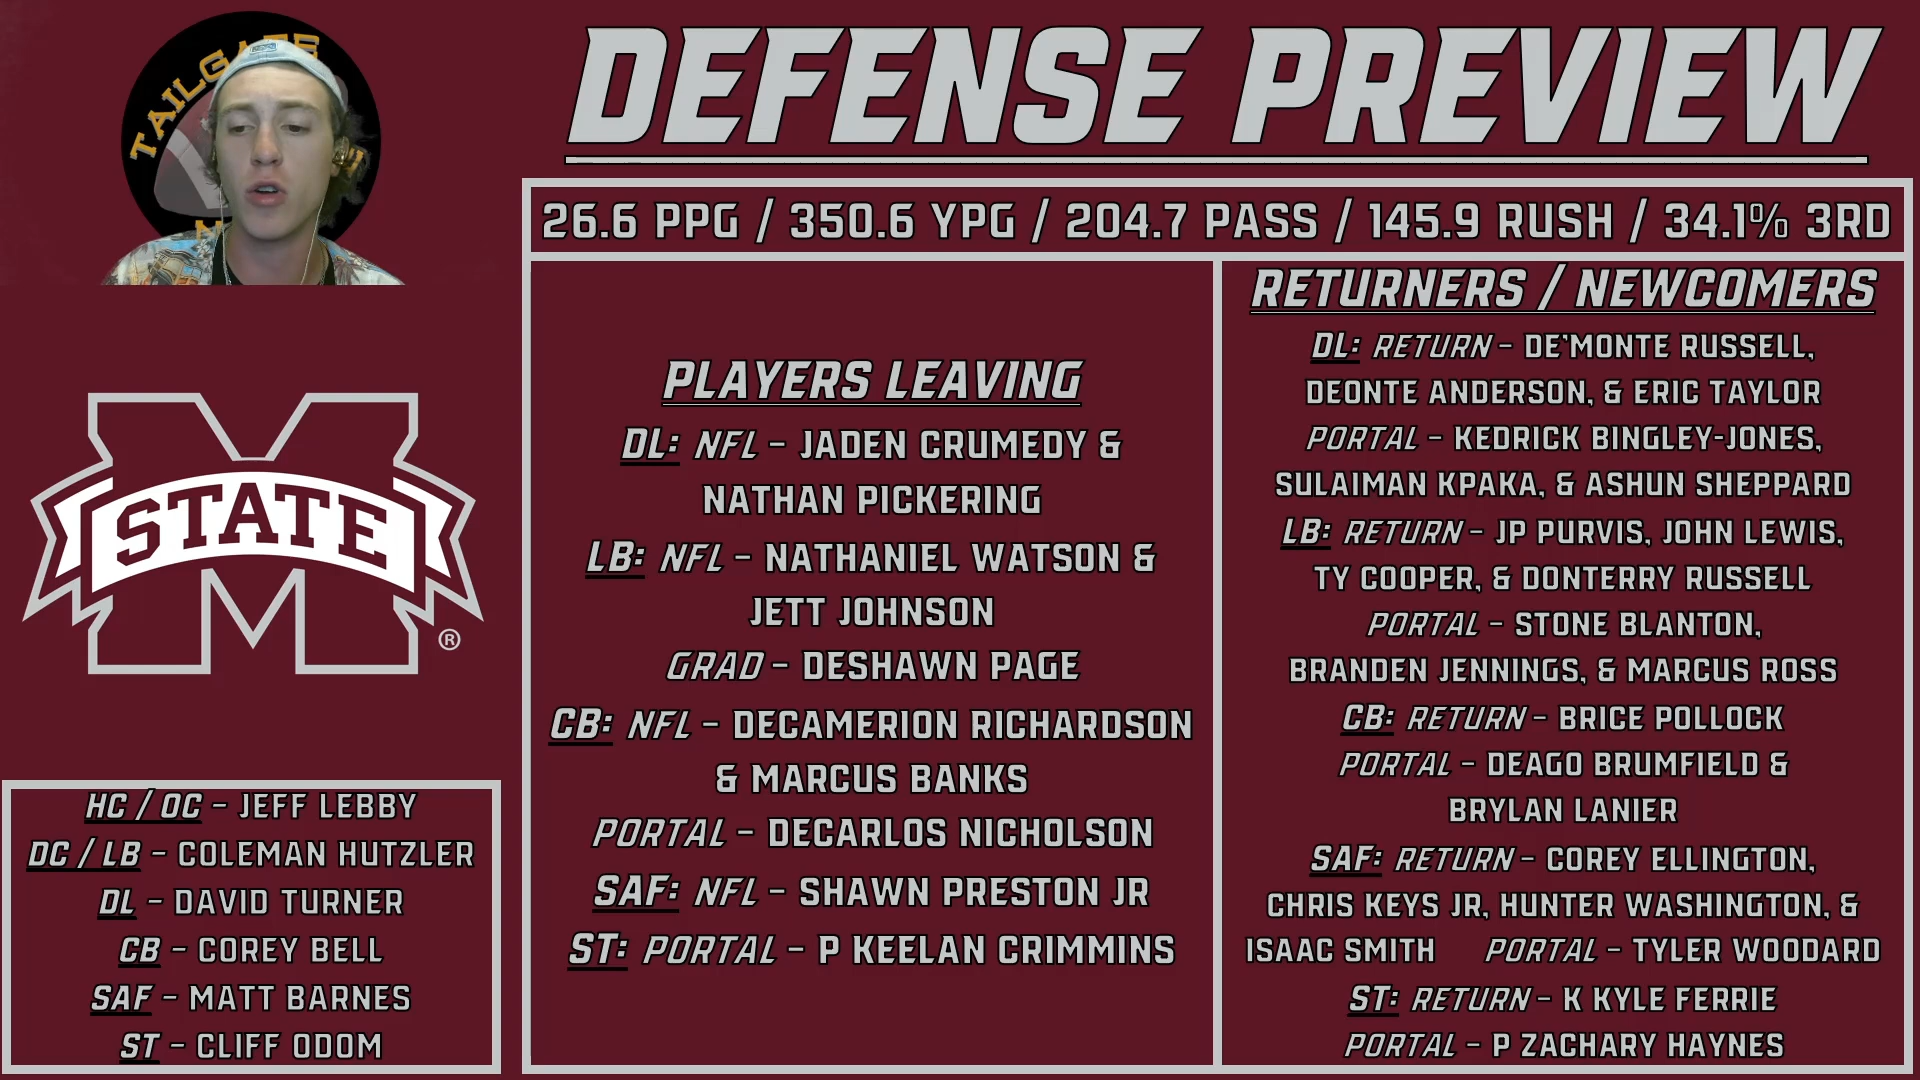 TAILGATE
DEFENSE PREVIEW
26.6 PPG / 350.6 YPG / 204.7 PASS / 145.9 RUSH / 34.1% 3RD
STATE
®
HC / OC – JEFF LEBBY
DC / LB – COLEMAN HUTZLER
DL – DAVID TURNER
CB – COREY BELL
SAF – MATT BARNES
ST – CLIFF ODOM
PLAYERS LEAVING
DL: NFL – JADEN CRUMEDY &
NATHAN PICKERING
LB: NFL – NATHANIEL WATSON &
JETT JOHNSON
GRAD – DESHAWN PAGE
CB: NFL – DECAMERION RICHARDSON
& MARCUS BANKS
PORTAL – DECARLOS NICHOLSON
SAF: NFL – SHAWN PRESTON JR
ST: PORTAL – P KEELAN CRIMMINS
RETURNERS / NEWCOMERS
DL: RETURN – DE'MONTE RUSSELL,
DEONTE ANDERSON, & ERIC TAYLOR
PORTAL – KEDRICK BINGLEY-JONES,
SULAIMAN KPAKA, & ASHUN SHEPPARD
LB: RETURN – JP PURVIS, JOHN LEWIS,
TY COOPER, & DONTERRY RUSSELL
PORTAL – STONE BLANTON,
BRANDEN JENNINGS, & MARCUS ROSS
CB: RETURN – BRICE POLLOCK
PORTAL – DEAGO BRUMFIELD &
BRYLAN LANIER
SAF: RETURN – COREY ELLINGTON,
CHRIS KEYS JR, HUNTER WASHINGTON, &
ISAAC SMITH PORTAL – TYLER WOODARD
ST: RETURN – K KYLE FERRIE
PORTAL – P ZACHARY HAYNES